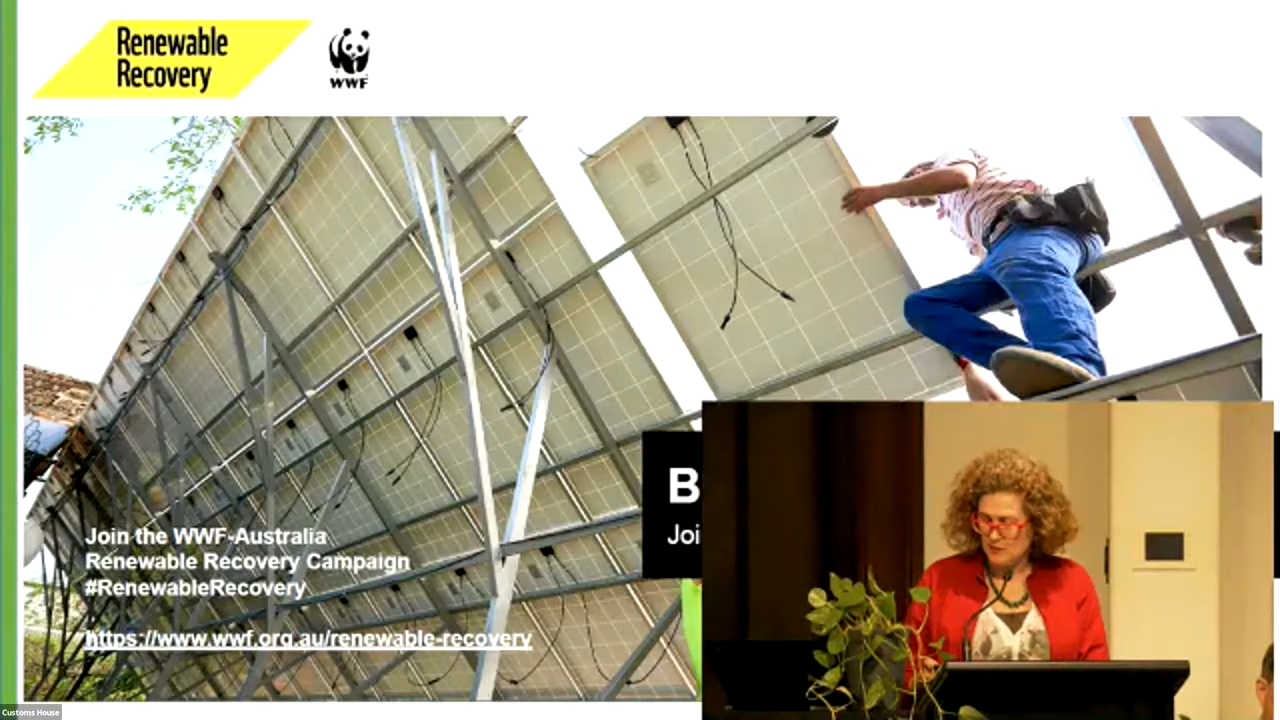 Renewable
Recovery
WWF
Join the WWF-Australia
Renewable Recovery Campaign
#RenewableRecovery
https://www.wwf.org.au/renewable-recovery
Customs House